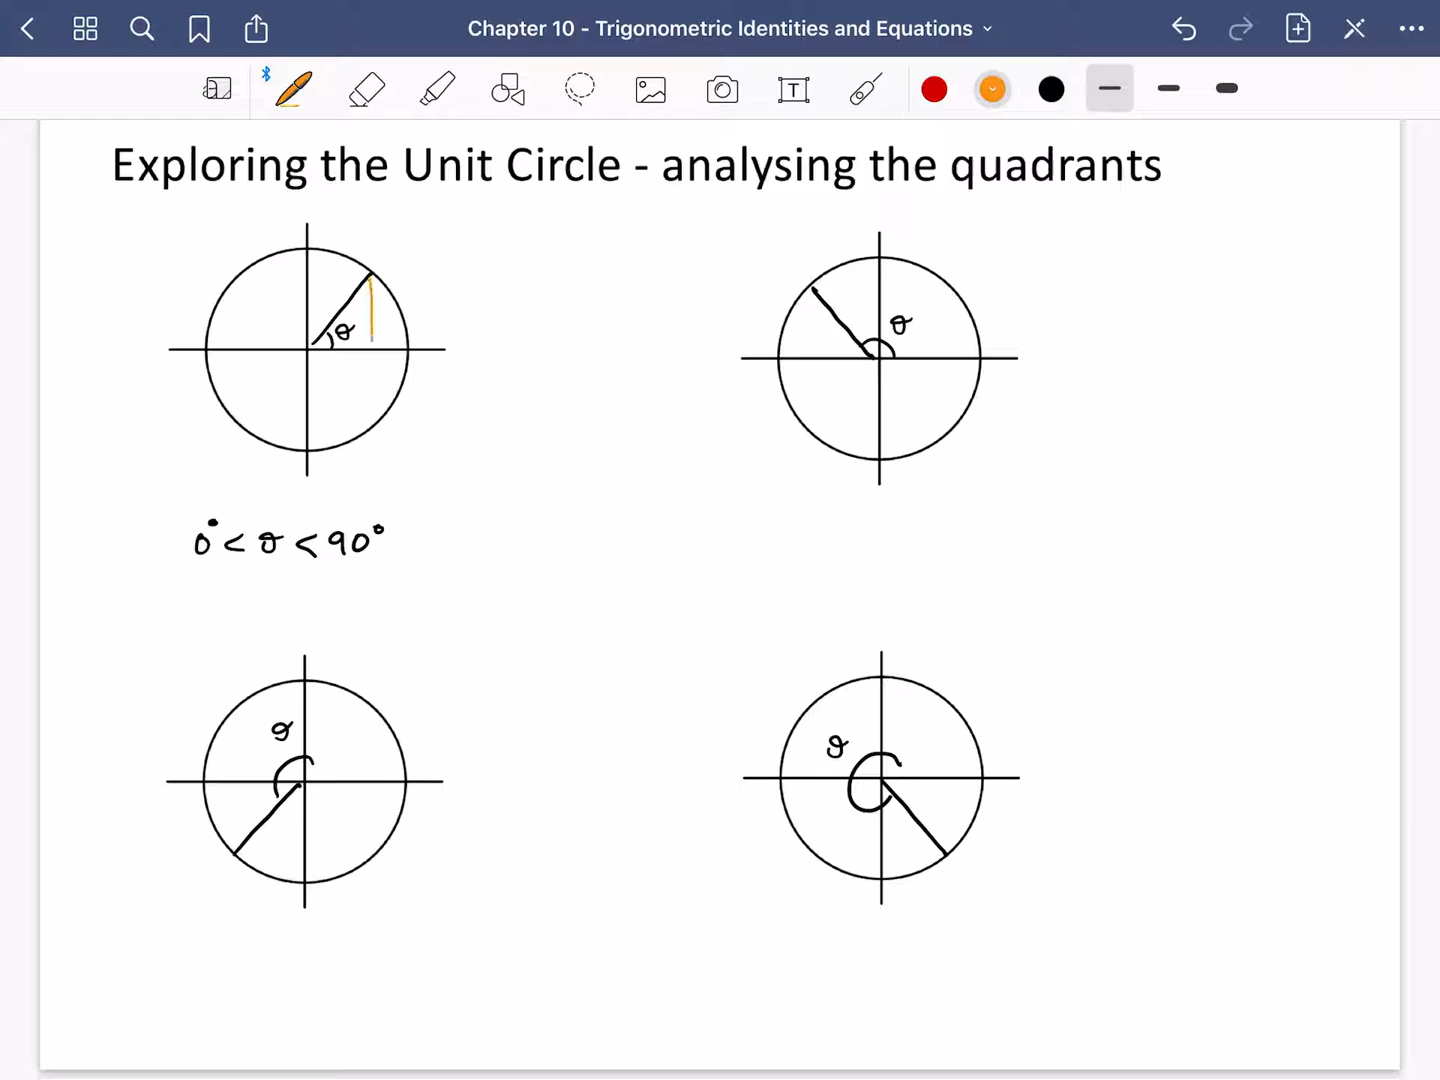 Chapter 10 - Trigonometric Identities and Equations
a
T
Exploring the Unit Circle - analysing the quadrants
θ
θ
0° < θ < 90°
θ
θ